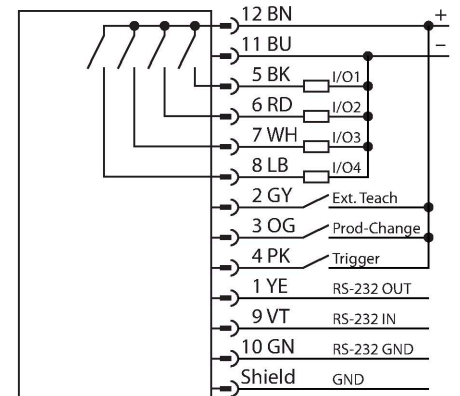 12 BN +
11 BU −
5 BK I/O1
6 RD I/O2
7 WH I/O3
8 LB I/O4
2 GY Ext. Teach
3 OG Prod-Change
4 PK Trigger
1 YE RS-232 OUT
9 VT RS-232 IN
10 GN RS-232 GND
Shield GND